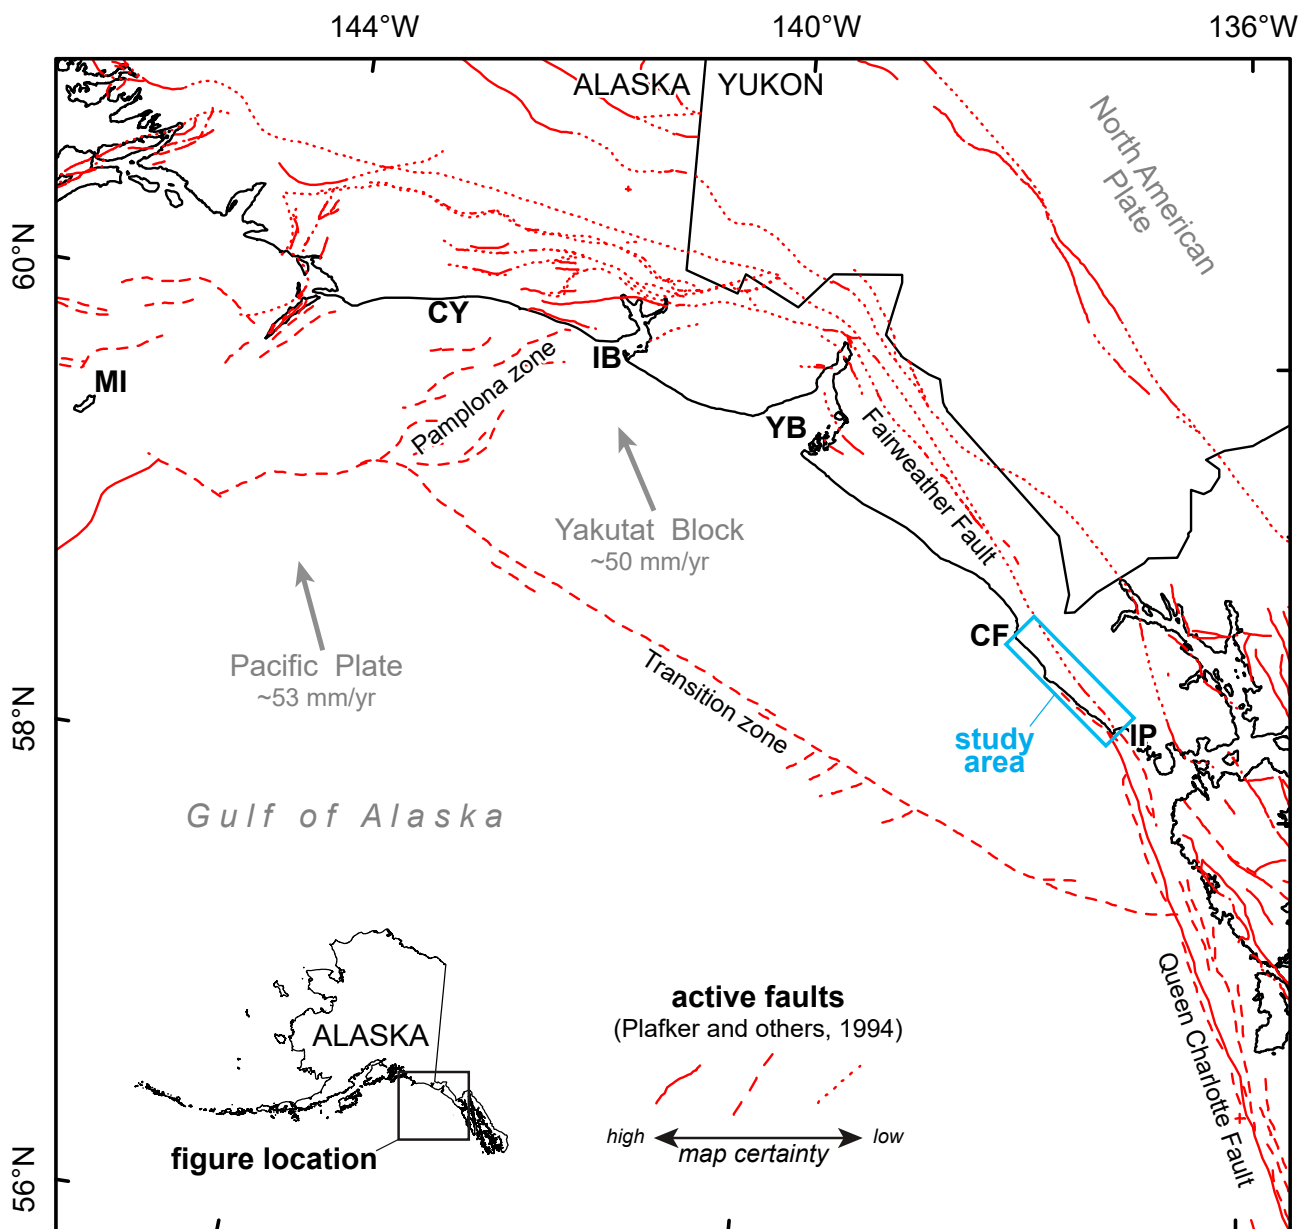 144°W
140°W
136°W
ALASKA
YUKON
North American
Plate
60°N
CY
IB
MI
Pamplona zone
YB
Fairweather Fault
Yakutat Block
~50 mm/yr
Pacific Plate
~53 mm/yr
CF
Transition zone
58°N
study
area
IP
Gulf of Alaska
Queen Charlotte Fault
active faults
(Plafker and others, 1994)
ALASKA
high
low
map certainty
figure location
56°N